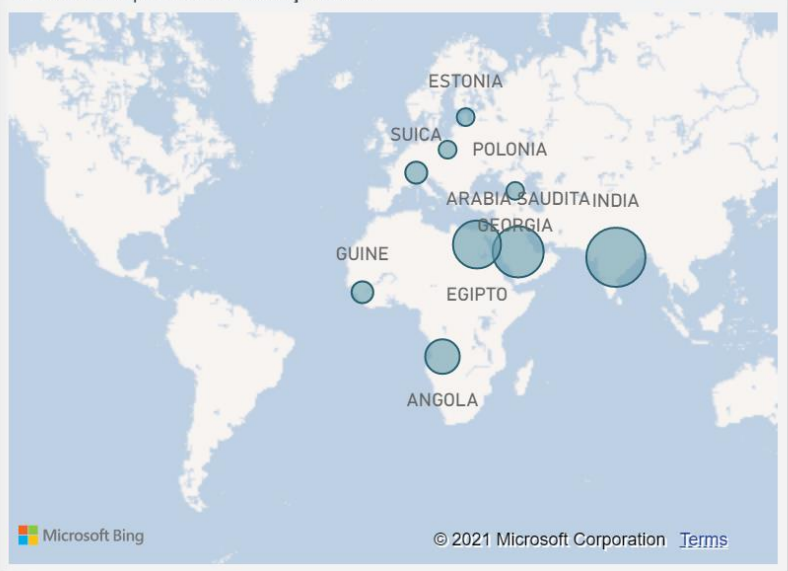 ESTONIA
SUICA
POLONIA
ARABIA SAUDITA
INDIA
GEORGIA
GUINE
EGIPTO
ANGOLA
Microsoft Bing
© 2021 Microsoft Corporation Terms